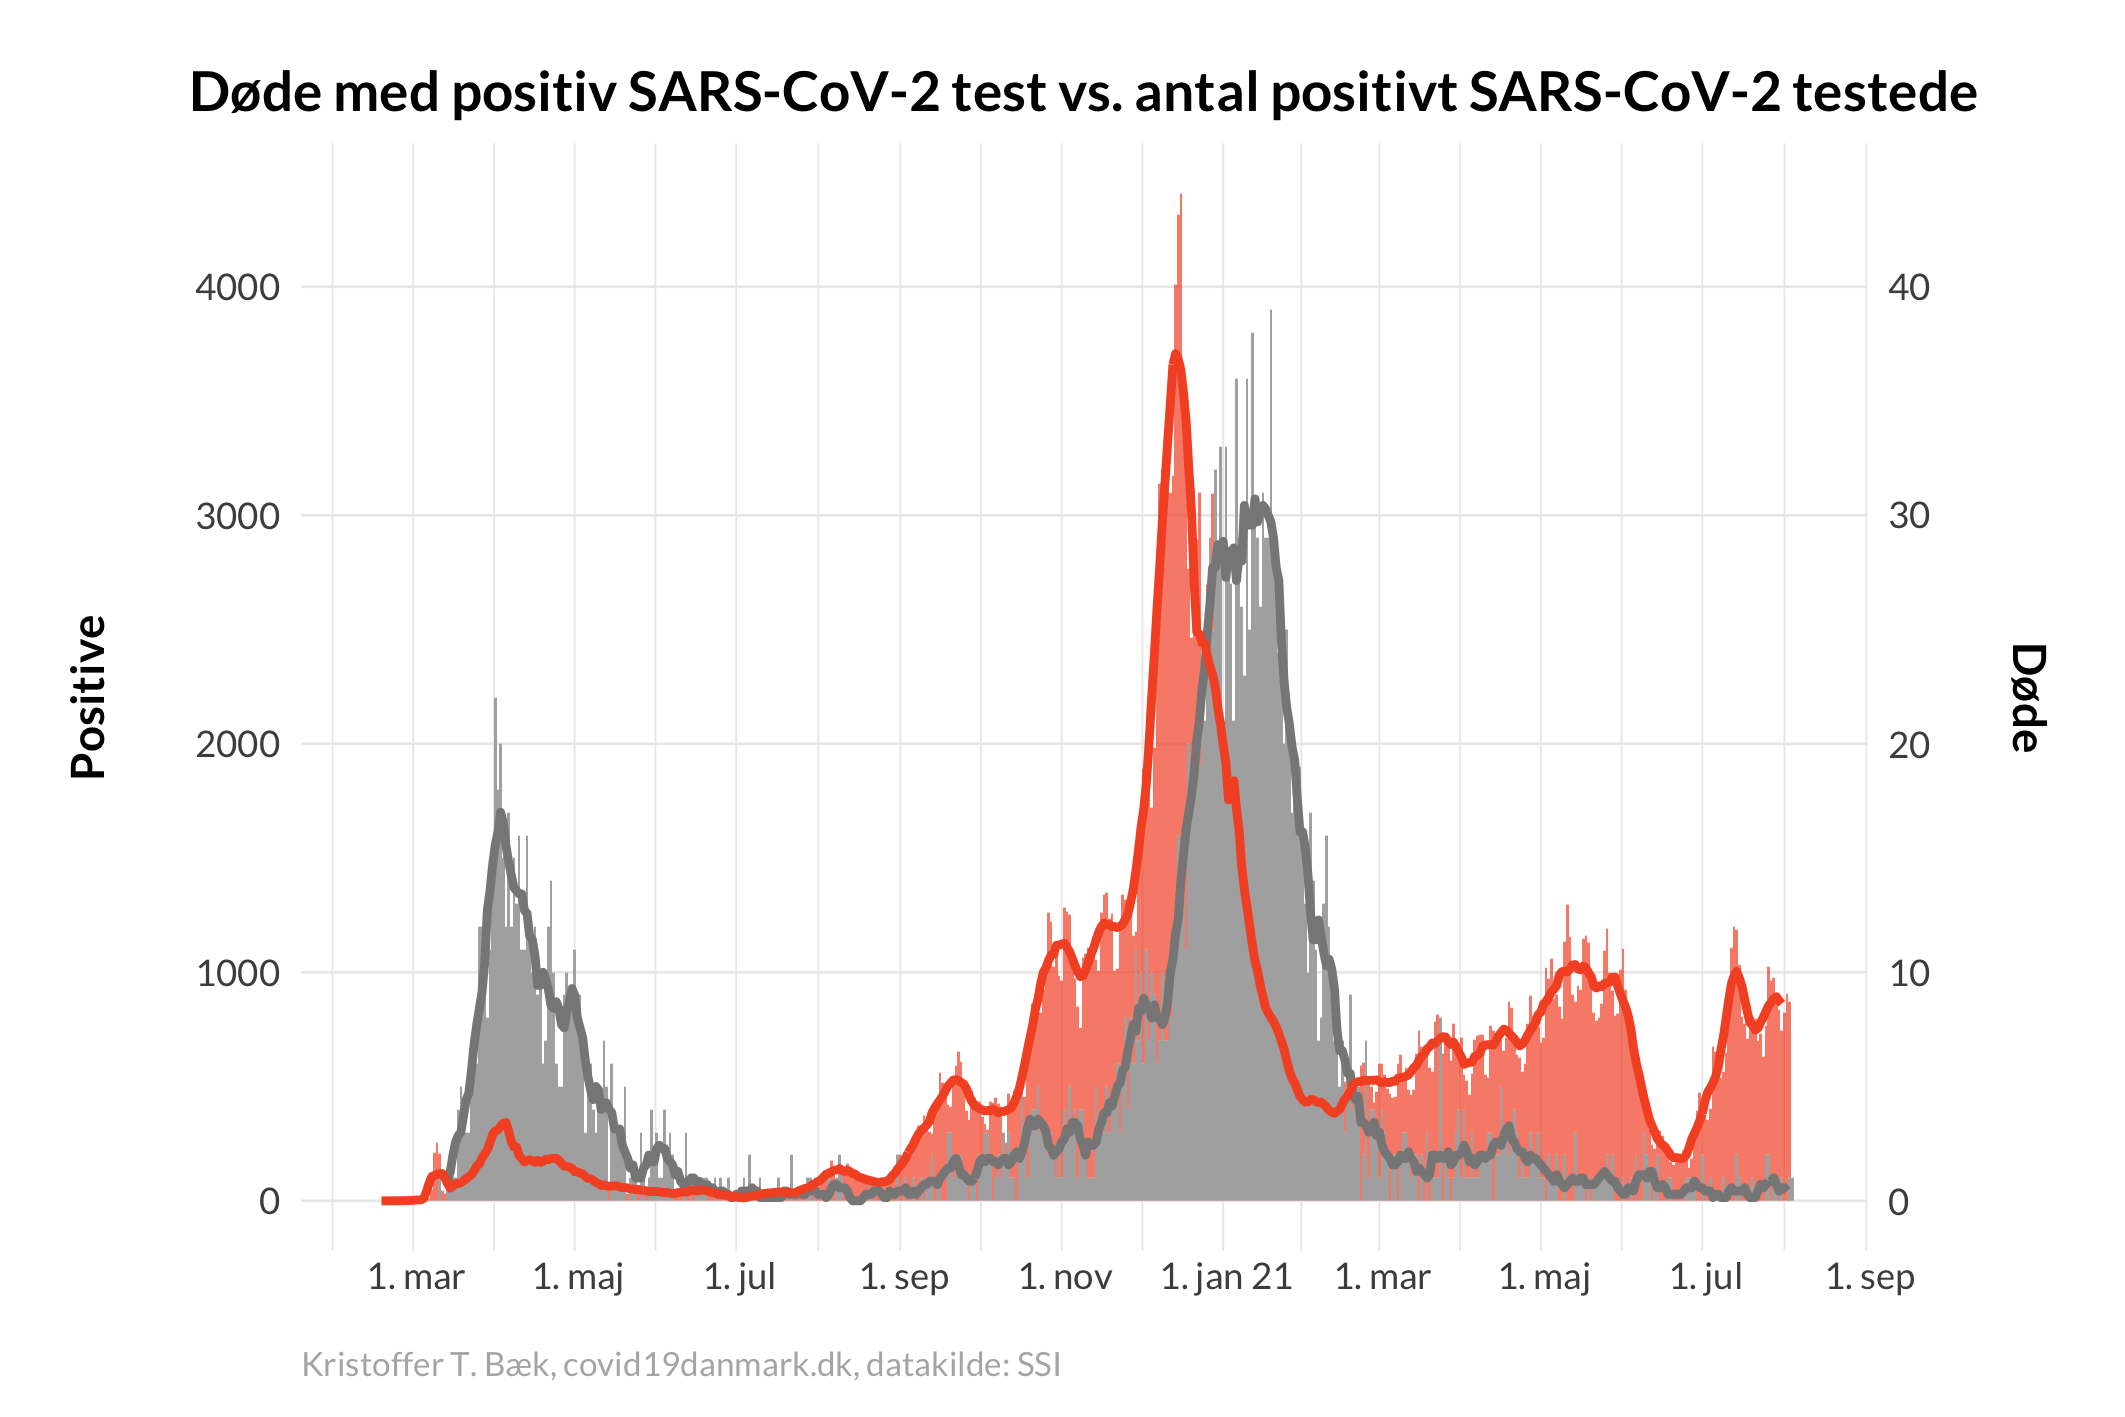 Døde med positiv SARS-CoV-2 test vs. antal positivt SARS-CoV-2 testede
Positive
4000
3000
2000
1000
0
40
30
20
10
0
Døde
1. mar
1. maj
1. jul
1. sep
1. nov
1. jan 21
1. mar
1. maj
1. jul
1. sep
Kristoffer T. Bæk, covid19danmark.dk, datakilde: SSI